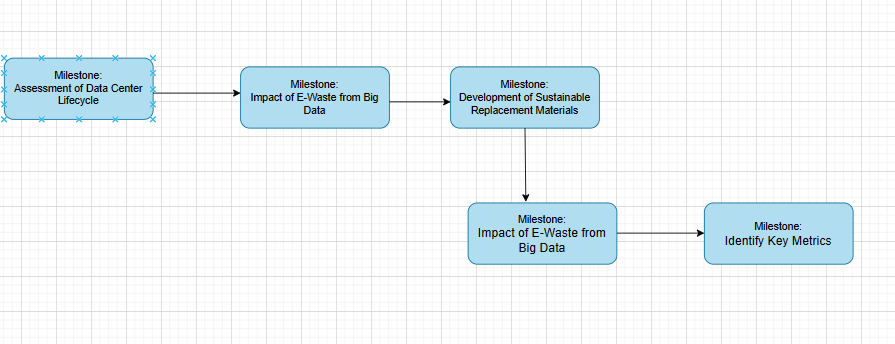 Milestone:
Assessment of Data Center
Lifecycle
Milestone:
Impact of E-Waste from Big
Data
Milestone:
Development of Sustainable
Replacement Materials
Milestone:
Impact of E-Waste from
Big Data
Milestone:
Identify Key Metrics